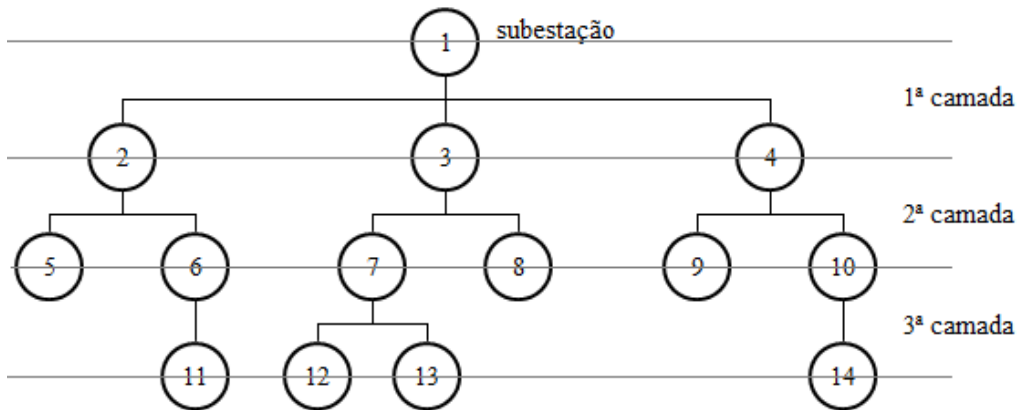 1 subestação
1ª camada
2 3 4
2ª camada
5 6 7 8 9 10
3ª camada
11 12 13 14